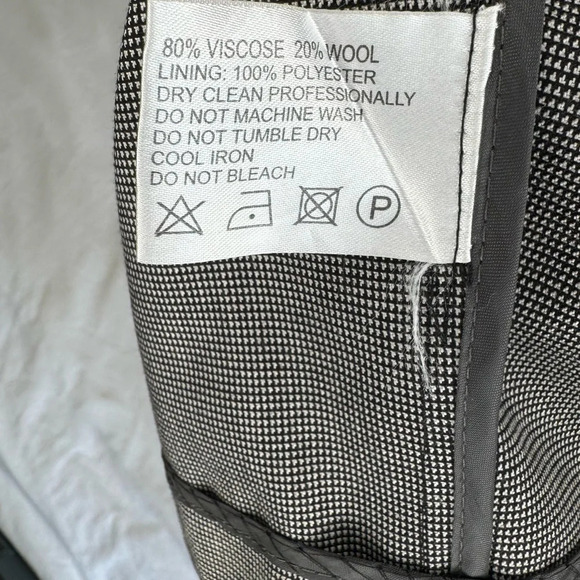 80% VISCOSE 20% WOOL
LINING: 100% POLYESTER
DRY CLEAN PROFESSIONALLY
DO NOT MACHINE WASH
DO NOT TUMBLE DRY
COOL IRON
DO NOT BLEACH
P